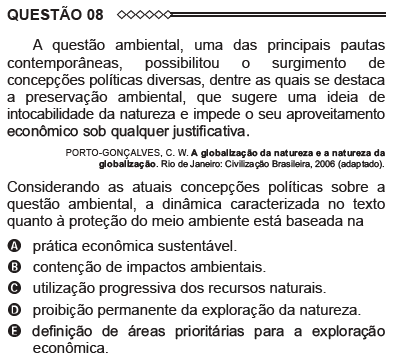 QUESTÃO 08
A questão ambiental, uma das principais pautas
contemporâneas, possibilitou o surgimento de
concepções políticas diversas, dentre as quais se destaca
a preservação ambiental, que sugere uma ideia de
intocabilidade da natureza e impede o seu aproveitamento
econômico sob qualquer justificativa.
PORTO-GONÇALVES, C. W. A globalização da natureza e a natureza da
globalização. Rio de Janeiro: Civilização Brasileira, 2006 (adaptado).
Considerando as atuais concepções políticas sobre a
questão ambiental, a dinâmica caracterizada no texto
quanto à proteção do meio ambiente está baseada na
A prática econômica sustentável.
B contenção de impactos ambientais.
C utilização progressiva dos recursos naturais.
D proibição permanente da exploração da natureza.
E definição de áreas prioritárias para a exploração
econômica.